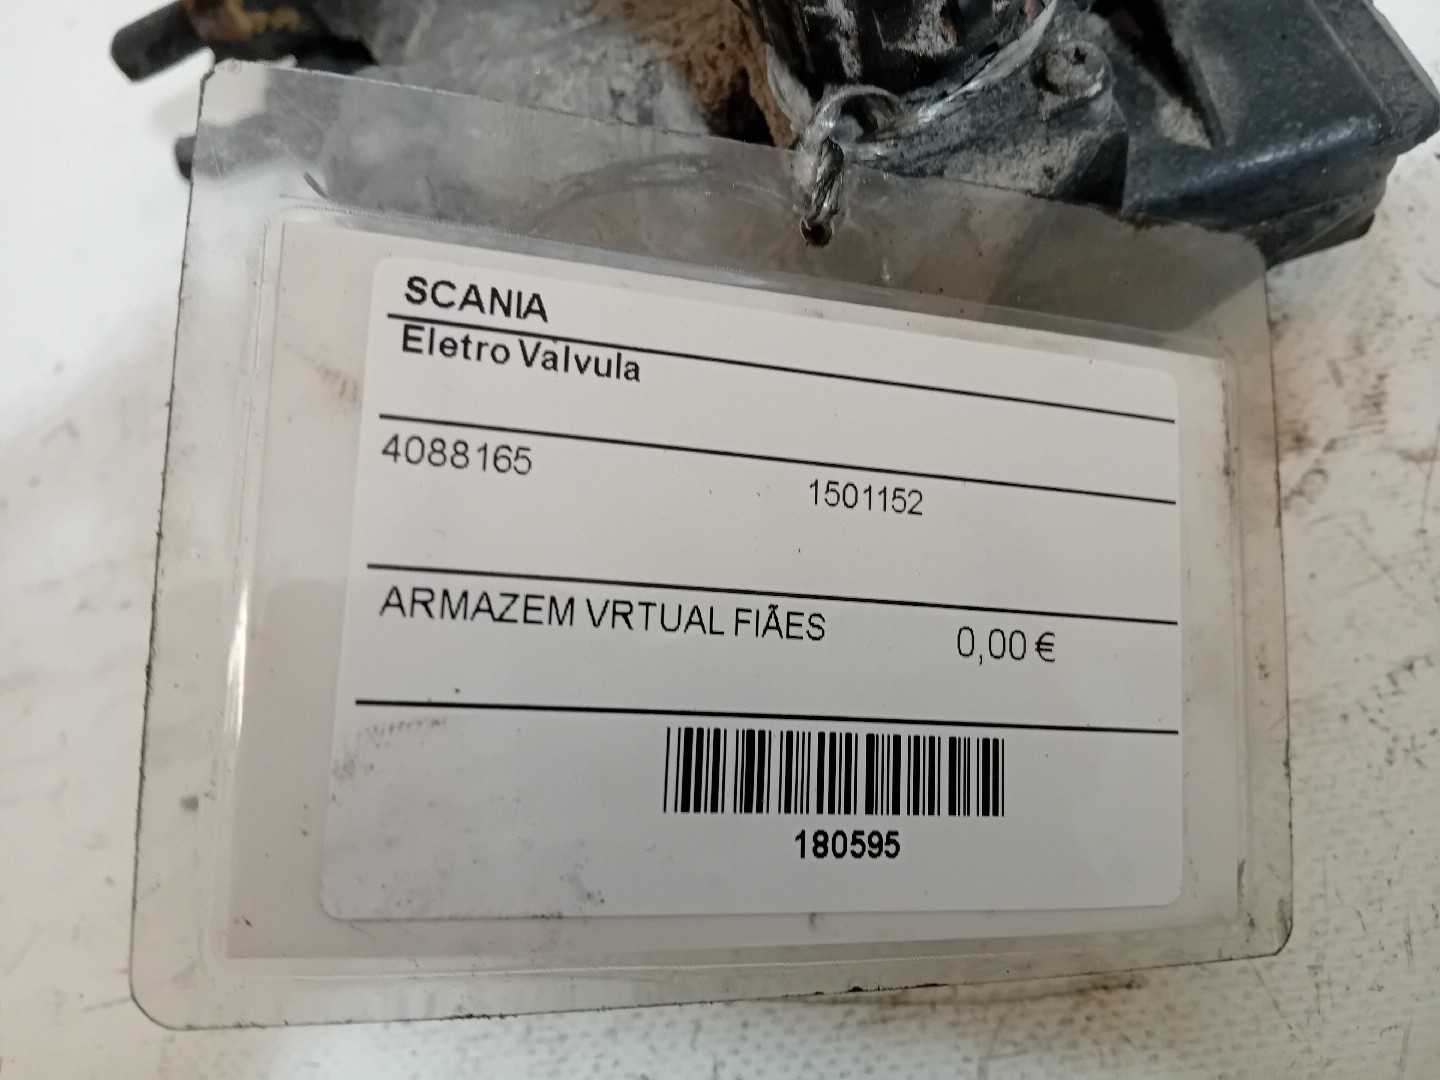 SCANIA
Eletro Valvula
4088165
1501152
ARMAZEM VRTUAL FIÃES 0,00 €
180595